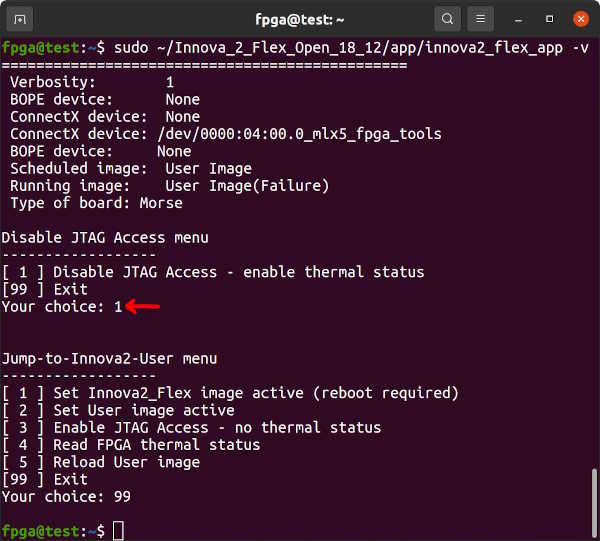 fpga@test: ~
fpga@test:~$ sudo ~/Innova_2_Flex_Open_18_12/app/innova2_flex_app -v
===============================================
Verbosity: 1
BOPE device: None
ConnectX device: None
ConnectX device: /dev/0000:04:00.0_mlx5_fpga_tools
BOPE device: None
Scheduled image: User Image
Running image: User Image(Failure)
Type of board: Morse
Disable JTAG Access menu
------------------
[ 1 ] Disable JTAG Access - enable thermal status
[99 ] Exit
Your choice: 1
Jump-to-Innova2-User menu
------------------
[ 1 ] Set Innova2_Flex image active (reboot required)
[ 2 ] Set User image active
[ 3 ] Enable JTAG Access - no thermal status
[ 4 ] Read FPGA thermal status
[ 5 ] Reload User image
[99 ] Exit
Your choice: 99
fpga@test:~$